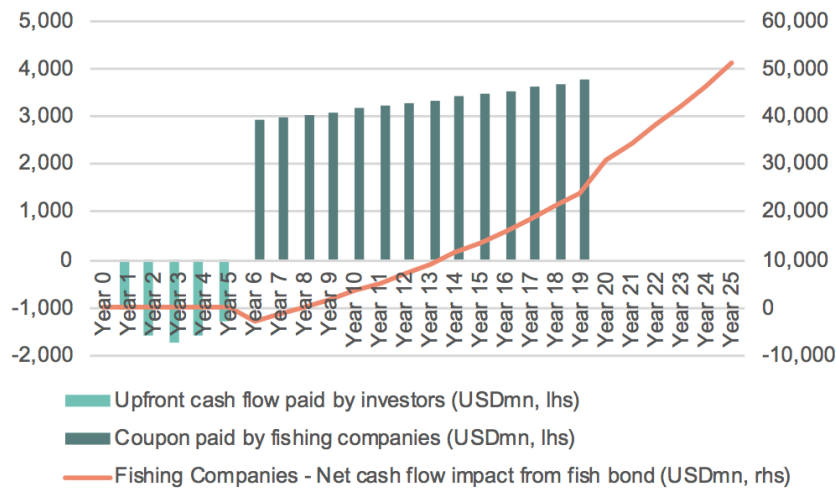 5,000
4,000
3,000
2,000
1,000
0
-1,000
-2,000
60,000
50,000
40,000
30,000
20,000
10,000
0
-10,000
Year 0
Year 1
Year 2
Year 3
Year 4
Year 5
Year 6
Year 7
Year 8
Year 9
Year 10
Year 11
Year 12
Year 13
Year 14
Year 15
Year 16
Year 17
Year 18
Year 19
Year 20
Year 21
Year 22
Year 23
Year 24
Year 25
Upfront cash flow paid by investors (USDmn, lhs)
Coupon paid by fishing companies (USDmn, lhs)
Fishing Companies - Net cash flow impact from fish bond (USDmn, rhs)